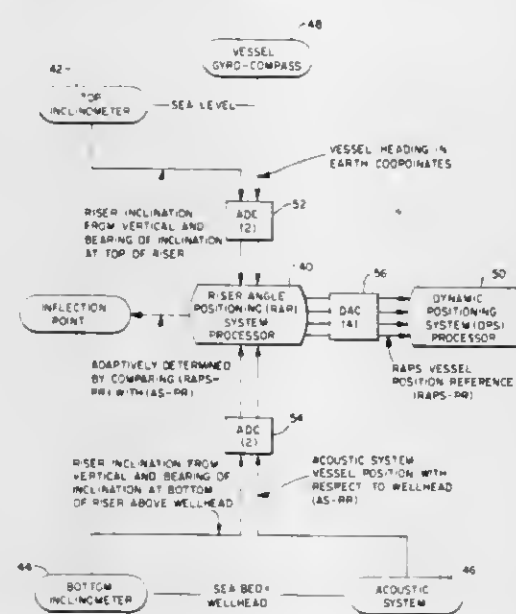 48
VESSEL
GYRO-COMPASS
42
TOP
INCLINOMETER
SEA LEVEL
VESSEL HEADING IN
EARTH COORDINATES
52
ADC
(2)
RISER INCLINATION
FROM VERTICAL AND
BEARING OF INCLINATION
AT TOP OF RISER
40
56
50
INFLECTION
POINT
RISER ANGLE
POSITIONING (RAR)
SYSTEM
PROCESSOR
DAC
(4)
DYNAMIC
POSITIONING
SYSTEM (DPS)
PROCESSOR
ADAPTIVELY DETERMINED
BY COMPARING (RAPS-
PR) WITH (AS-PR)
RAPS VESSEL
POSITION REFERENCE
(RAPS-PR)
54
ADC
(2)
RISER INCLINATION FROM
VERTICAL AND BEARING OF
INCLINATION AT BOTTOM
OF RISER ABOVE WELLHEAD
ACOUSTIC SYSTEM
VESSEL POSITION WITH
RESPECT TO WELLHEAD
(AS-PR)
44
BOTTOM
INCLINOMETER
SEA BED
WELLHEAD
46
ACOUSTIC
SYSTEM